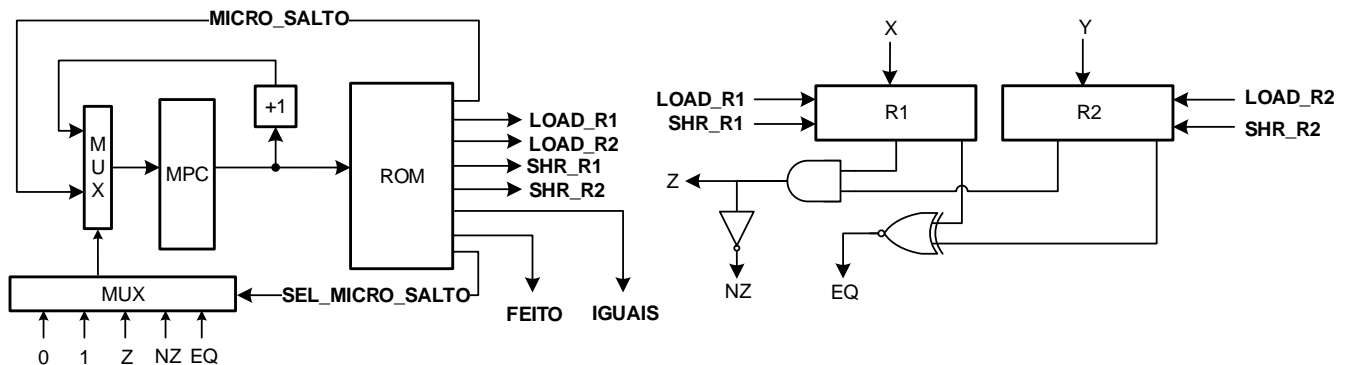 MICRO_SALTO
+1
M
U
X
MPC
ROM
LOAD_R1
LOAD_R2
SHR_R1
SHR_R2
MUX
SEL_MICRO_SALTO
FEITO
IGUAIS
0 1 Z NZ EQ
X
Y
LOAD_R1
SHR_R1
R1
R2
LOAD_R2
SHR_R2
Z
NZ
EQ